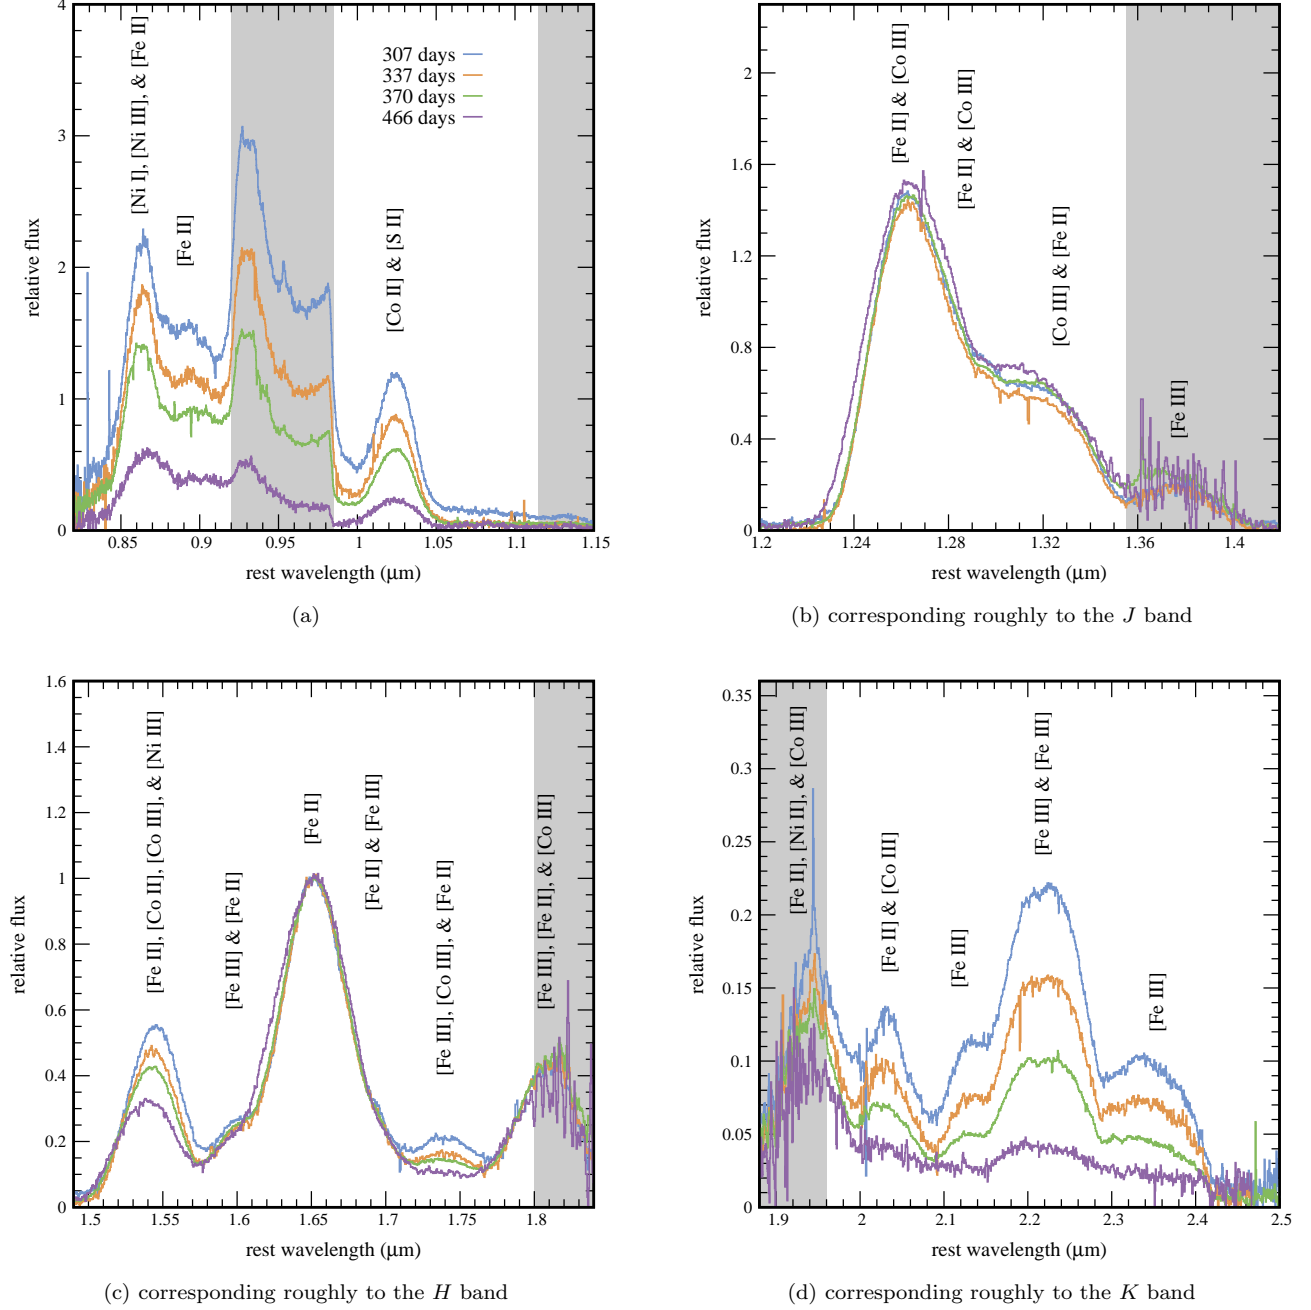 4
3
2
1
0
0.85
0.9
0.95
1
1.05
1.1
1.15
relative flux
rest wavelength (μm)
[Ni I], [Ni III], & [Fe II]
[Fe II]
[Co II] & [S II]
307 days
337 days
370 days
466 days
(a)
2
1.6
1.2
0.8
0.4
0
1.2
1.24
1.28
1.32
1.36
1.4
relative flux
rest wavelength (μm)
[Fe II] & [Co III]
[Fe II] & [Co III]
[Co III] & [Fe II]
[Fe III]
(b) corresponding roughly to the J band
1.6
1.4
1.2
1
0.8
0.6
0.4
0.2
0
1.5
1.55
1.6
1.65
1.7
1.75
1.8
relative flux
rest wavelength (μm)
[Fe II], [Co II], [Co III], & [Ni III]
[Fe III] & [Fe II]
[Fe II]
[Fe II] & [Fe III]
[Fe III], [Co III], & [Fe II]
[Fe III], [Fe II], & [Co III]
(c) corresponding roughly to the H band
0.35
0.3
0.25
0.2
0.15
0.1
0.05
0
1.9
2
2.1
2.2
2.3
2.4
2.5
relative flux
rest wavelength (μm)
[Fe II], [Ni II], & [Co III]
[Fe II] & [Co III]
[Fe III]
[Fe III] & [Fe III]
[Fe III]
(d) corresponding roughly to the K band